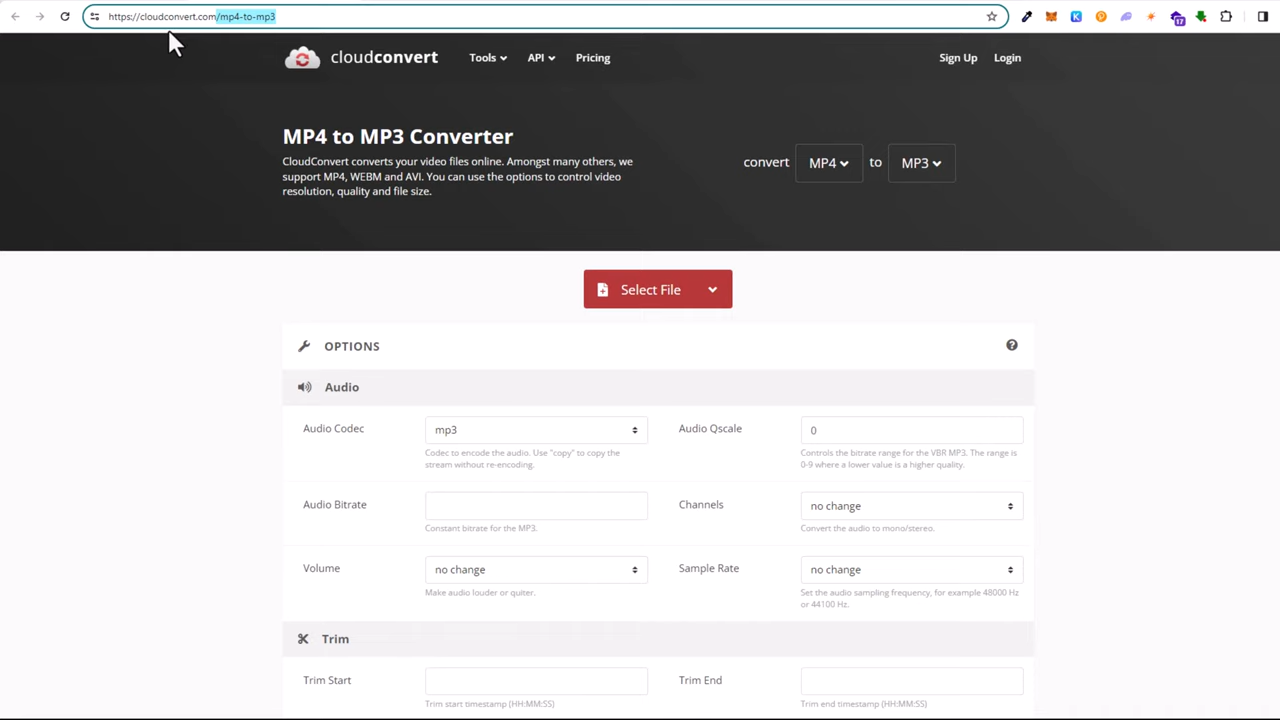 https://cloudconvert.com/mp4-to-mp3
17
cloudconvert
Tools
API
Pricing
Sign Up
Login
MP4 to MP3 Converter
CloudConvert converts your video files online. Amongst many others, we
support MP4, WEBM and AVI. You can use the options to control video
resolution, quality and file size.
convert
MP4
to
MP3
Select File
OPTIONS
Audio
Audio Codec
mp3
Codec to encode the audio. Use "copy" to copy the
stream without re-encoding.
Audio Qscale
0
Controls the bitrate range for the VBR MP3. The range is
0-9 where a lower value is a higher quality.
Audio Bitrate
Constant bitrate for the MP3.
Channels
no change
Convert the audio to mono/stereo.
Volume
no change
Make audio louder or quiter.
Sample Rate
no change
Set the audio sampling frequency, for example 48000 Hz
or 44100 Hz.
Trim
Trim Start
Trim start timestamp (HH:MM:SS)
Trim End
Trim end timestamp (HH:MM:SS)